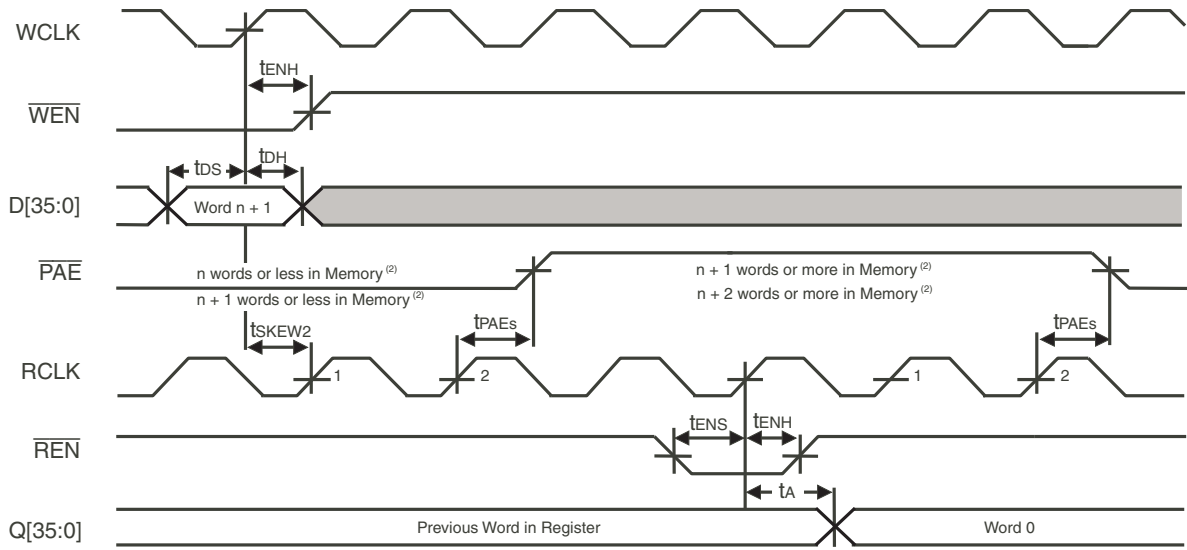 WCLK
tENH
WEN
tDS
tDH
D[35:0]
Word n + 1
PAE
n words or less in Memory (2)
n + 1 words or less in Memory (2)
n + 1 words or more in Memory (2)
n + 2 words or more in Memory (2)
tSKEW2
tPAEs
tPAEs
RCLK
1
2
1
2
REN
tENS
tENH
tA
Q[35:0]
Previous Word in Register
Word 0